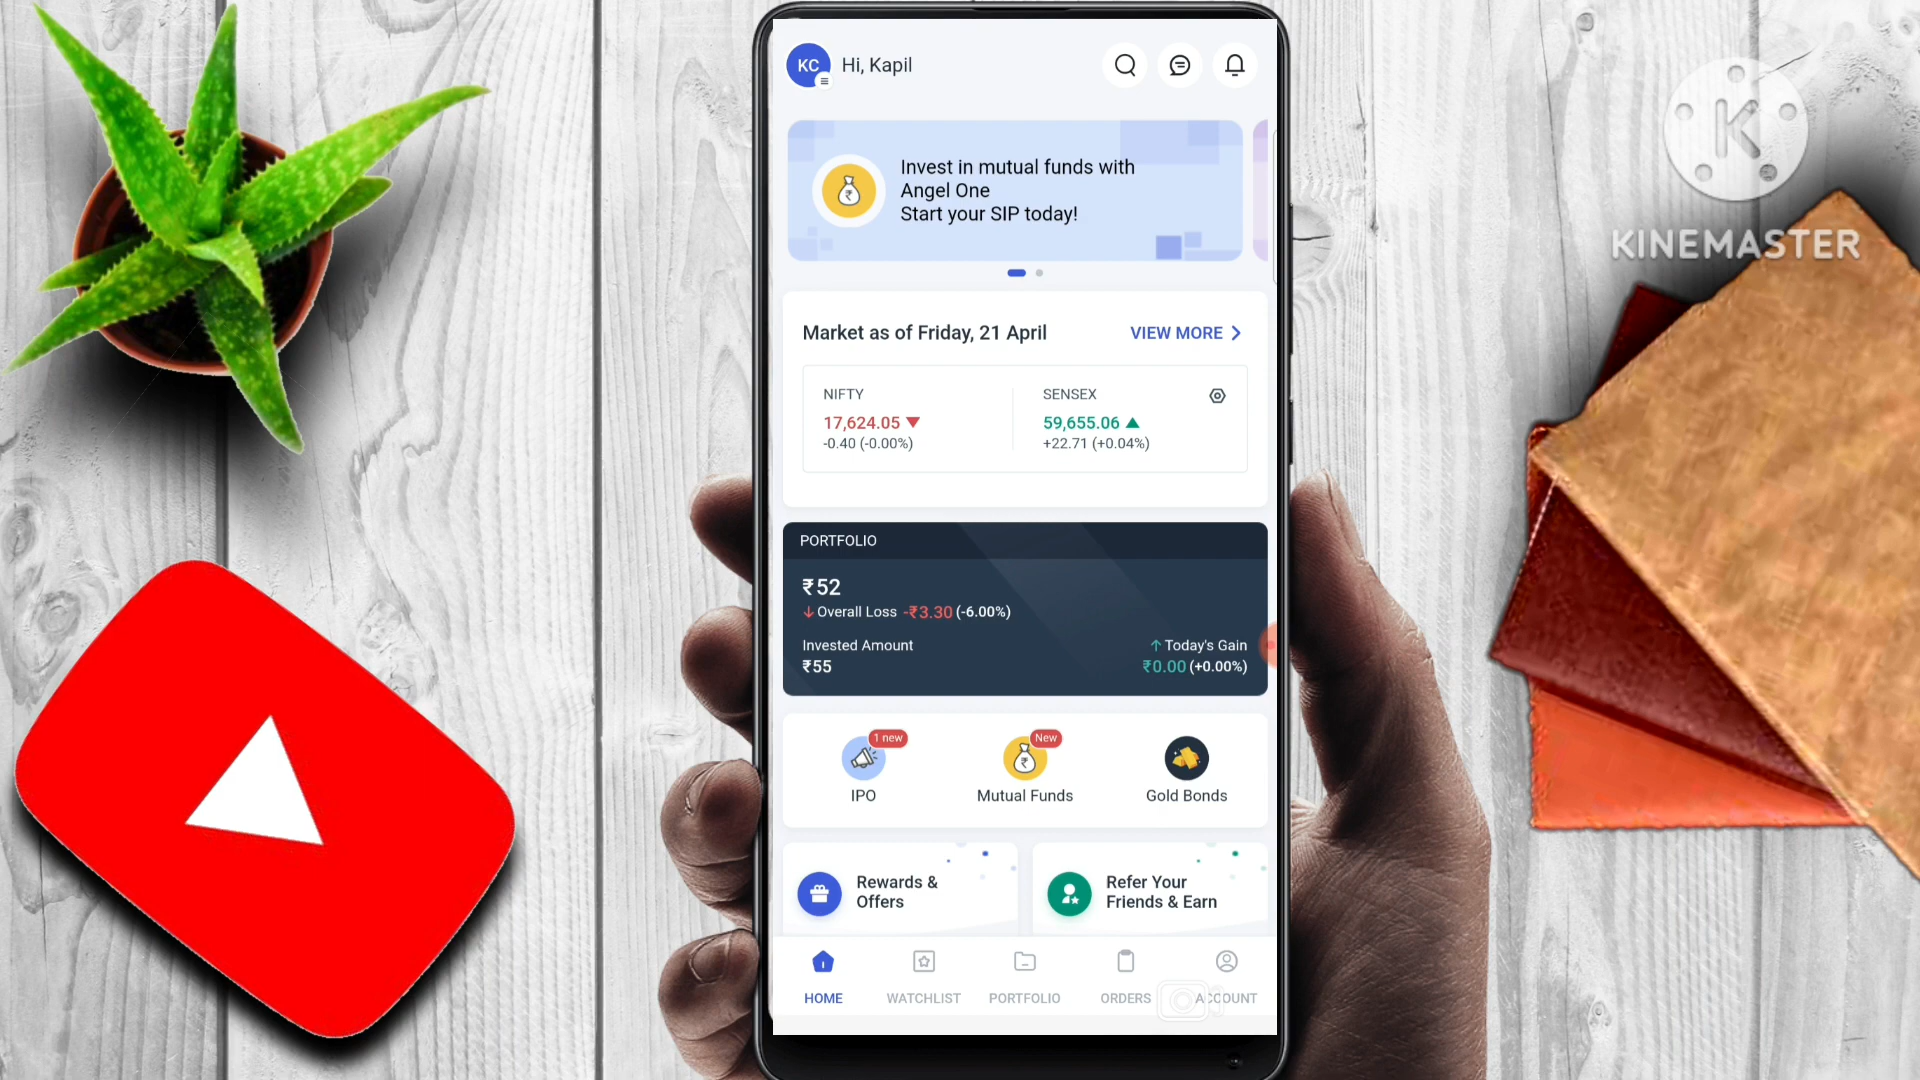 KC
Hi, Kapil
KINEMASTER
Invest in mutual funds with
Angel One
Start your SIP today!
Market as of Friday, 21 April
VIEW MORE
NIFTY
17,624.05
-0.40 (-0.00%)
SENSEX
59,655.06
+22.71 (+0.04%)
PORTFOLIO
₹52
Overall Loss -₹3.30 (-6.00%)
Invested Amount
₹55
Today's Gain
₹0.00 (+0.00%)
1 new
IPO
New
Mutual Funds
Gold Bonds
Rewards &
Offers
Refer Your
Friends & Earn
HOME
WATCHLIST
PORTFOLIO
ORDERS
ACCOUNT